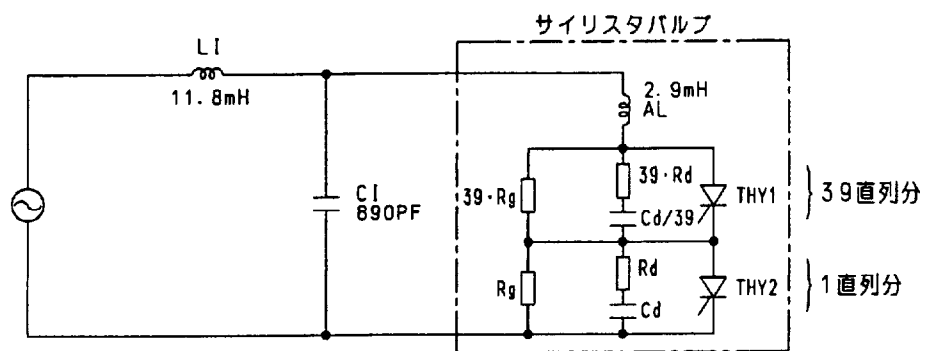 サイリスタバルブ
LI
11.8mH
2.9mH
AL
CI
890PF
39·Rg
39·Rd
Cd/39
THY1
39直列分
Rg
Rd
Cd
THY2
1直列分